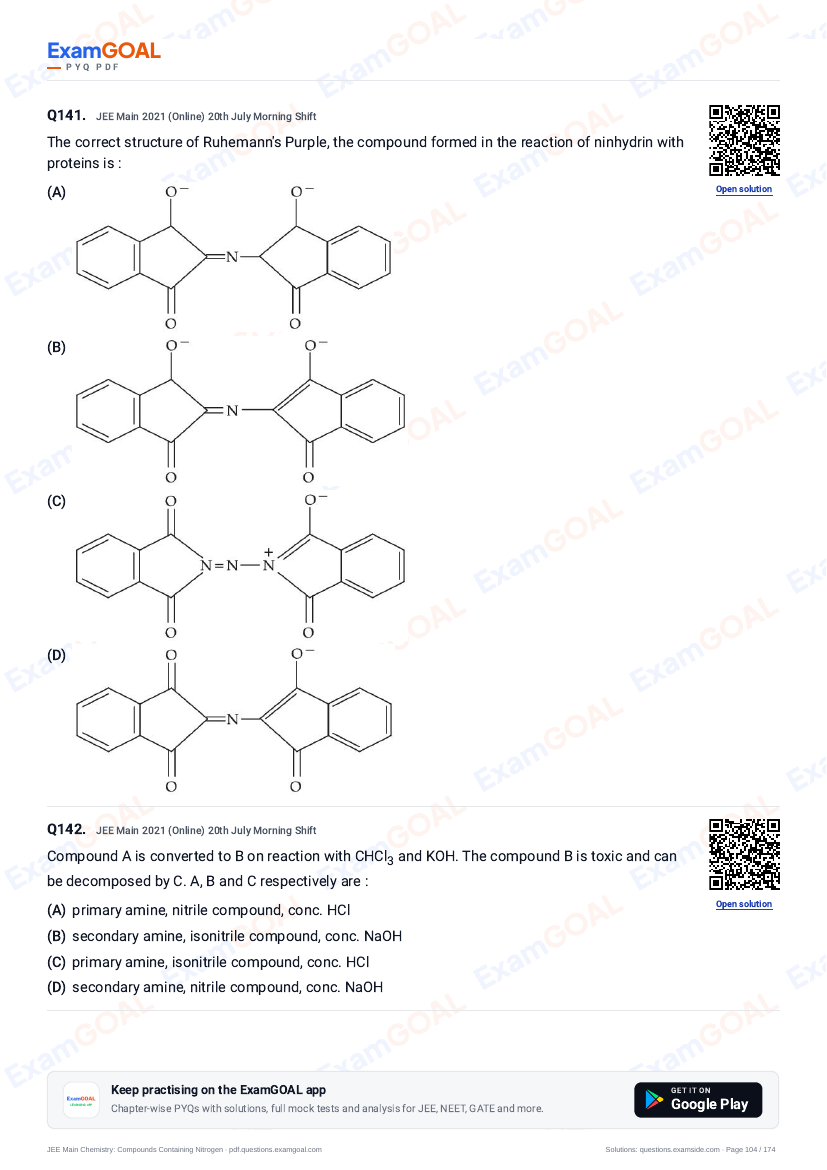 ExamGOAL
PYQ PDF
Q141. JEE Main 2021 (Online) 20th July Morning Shift
The correct structure of Ruhemann's Purple, the compound formed in the reaction of ninhydrin with
proteins is :
Open solution
(A)
O− O−
N
O O
(B)
O− O−
N
O O
(C)
O O−
N=N—N+
O O
(D)
O O−
N
O O
Q142. JEE Main 2021 (Online) 20th July Morning Shift
Compound A is converted to B on reaction with CHCl3 and KOH. The compound B is toxic and can
be decomposed by C. A, B and C respectively are :
Open solution
(A) primary amine, nitrile compound, conc. HCl
(B) secondary amine, isonitrile compound, conc. NaOH
(C) primary amine, isonitrile compound, conc. HCl
(D) secondary amine, nitrile compound, conc. NaOH
Keep practising on the ExamGOAL app
Chapter-wise PYQs with solutions, full mock tests and analysis for JEE, NEET, GATE and more.
GET IT ON
Google Play
JEE Main Chemistry: Compounds Containing Nitrogen · pdf.questions.examgoal.com
Solutions: questions.examside.com · Page 104 / 174